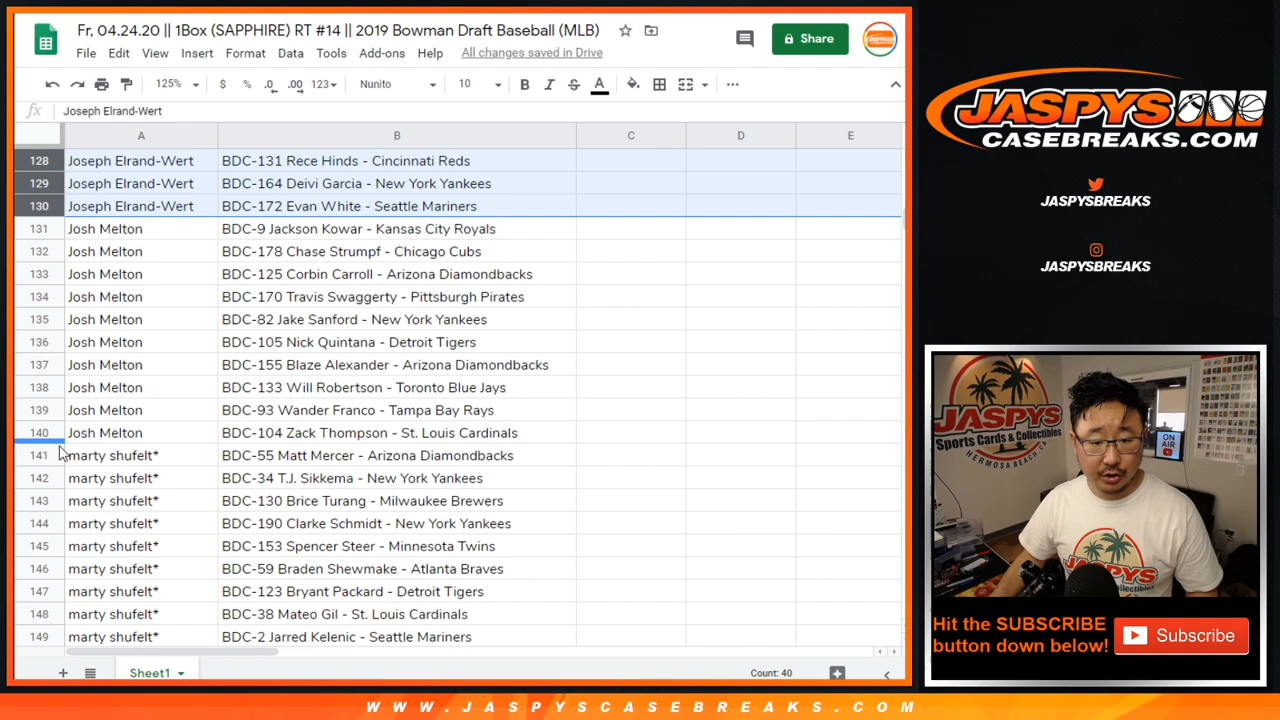 Fr, 04.24.20 || 1Box (SAPPHIRE) RT #14 || 2019 Bowman Draft Baseball (MLB)
File Edit View Insert Format Data Tools Add-ons Help All changes saved in Drive
Share
125% $ % .0 .00 123 Nunito 10 B I S A
fx Joseph Elrand-Wert
A B C D E
128 Joseph Elrand-Wert BDC-131 Rece Hinds - Cincinnati Reds
129 Joseph Elrand-Wert BDC-164 Deivi Garcia - New York Yankees
130 Joseph Elrand-Wert BDC-172 Evan White - Seattle Mariners
131 Josh Melton BDC-9 Jackson Kowar - Kansas City Royals
132 Josh Melton BDC-178 Chase Strumpf - Chicago Cubs
133 Josh Melton BDC-125 Corbin Carroll - Arizona Diamondbacks
134 Josh Melton BDC-170 Travis Swaggerty - Pittsburgh Pirates
135 Josh Melton BDC-82 Jake Sanford - New York Yankees
136 Josh Melton BDC-105 Nick Quintana - Detroit Tigers
137 Josh Melton BDC-155 Blaze Alexander - Arizona Diamondbacks
138 Josh Melton BDC-133 Will Robertson - Toronto Blue Jays
139 Josh Melton BDC-93 Wander Franco - Tampa Bay Rays
140 Josh Melton BDC-104 Zack Thompson - St. Louis Cardinals
141 marty shufelt* BDC-55 Matt Mercer - Arizona Diamondbacks
142 marty shufelt* BDC-34 T.J. Sikkema - New York Yankees
143 marty shufelt* BDC-130 Brice Turang - Milwaukee Brewers
144 marty shufelt* BDC-190 Clarke Schmidt - New York Yankees
145 marty shufelt* BDC-153 Spencer Steer - Minnesota Twins
146 marty shufelt* BDC-59 Braden Shewmake - Atlanta Braves
147 marty shufelt* BDC-123 Bryant Packard - Detroit Tigers
148 marty shufelt* BDC-38 Mateo Gil - St. Louis Cardinals
149 marty shufelt* BDC-2 Jarred Kelenic - Seattle Mariners
Sheet1 Count: 40
JASPYS
CASEBREAKS.COM
JASPYSBREAKS
JASPYSBREAKS
JASPYS
Sports Cards & Collectibles
HERMOSA BEACH, CA
ON
AIR
JASPYS
Hit the SUBSCRIBE
button down below!
Subscribe
WWW.JASPYSCASEBREAKS.COM